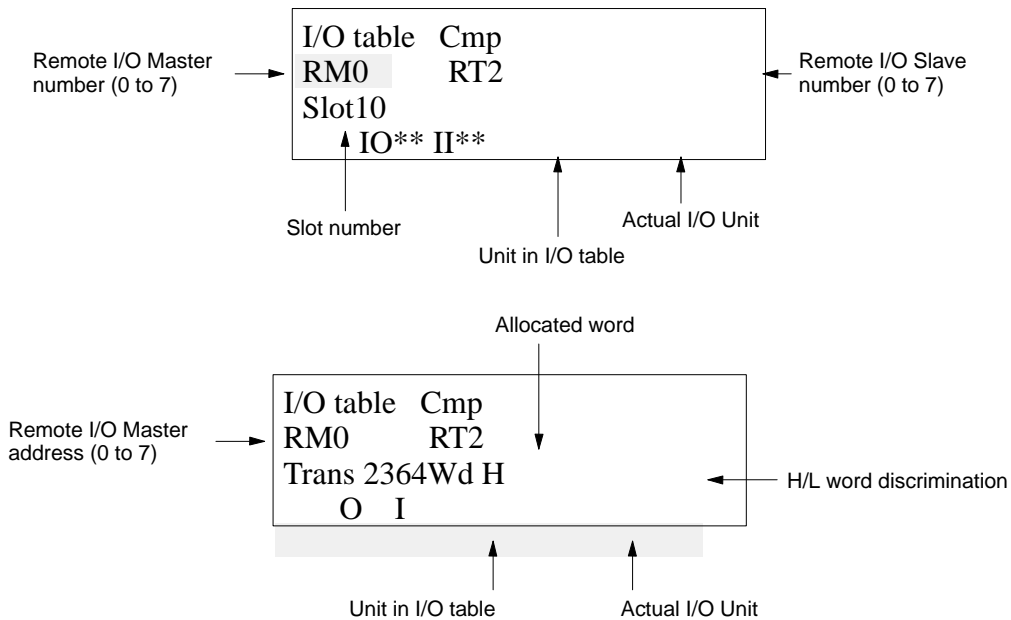 Remote I/O Master
number (0 to 7)
I/O table Cmp
RM0 RT2
Slot10
IO** II**
Remote I/O Slave
number (0 to 7)
Slot number
Unit in I/O table
Actual I/O Unit
Allocated word
Remote I/O Master
address (0 to 7)
I/O table Cmp
RM0 RT2
Trans 2364Wd H
O I
H/L word discrimination
Unit in I/O table
Actual I/O Unit